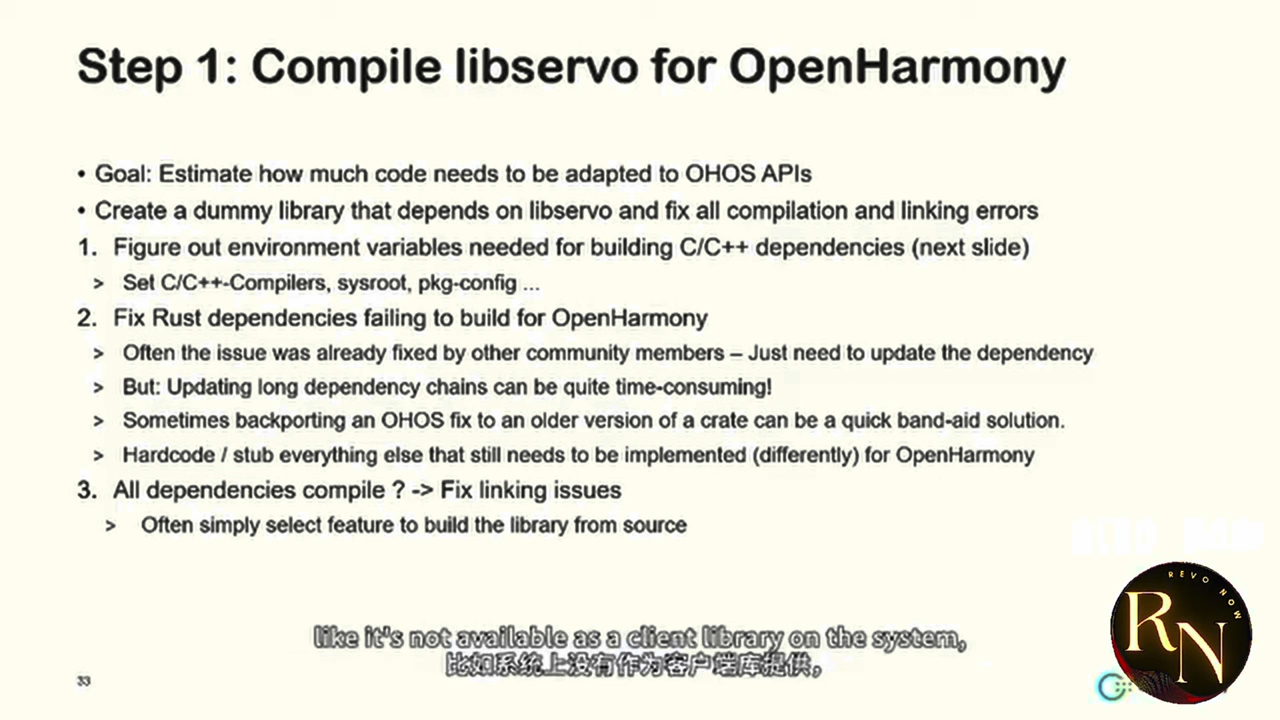 Step 1: Compile libservo for OpenHarmony
• Goal: Estimate how much code needs to be adapted to OHOS APIs
• Create a dummy library that depends on libservo and fix all compilation and linking errors
1. Figure out environment variables needed for building C/C++ dependencies (next slide)
> Set C/C++-Compilers, sysroot, pkg-config ...
2. Fix Rust dependencies failing to build for OpenHarmony
> Often the issue was already fixed by other community members – Just need to update the dependency
> But: Updating long dependency chains can be quite time-consuming!
> Sometimes backporting an OHOS fix to an older version of a crate can be a quick band-aid solution.
> Hardcode / stub everything else that still needs to be implemented (differently) for OpenHarmony
3. All dependencies compile ? -> Fix linking issues
> Often simply select feature to build the library from source
REVO NOW
RN
like it's not available as a client library on the system,
比如系统上没有作为客户端库提供,
33